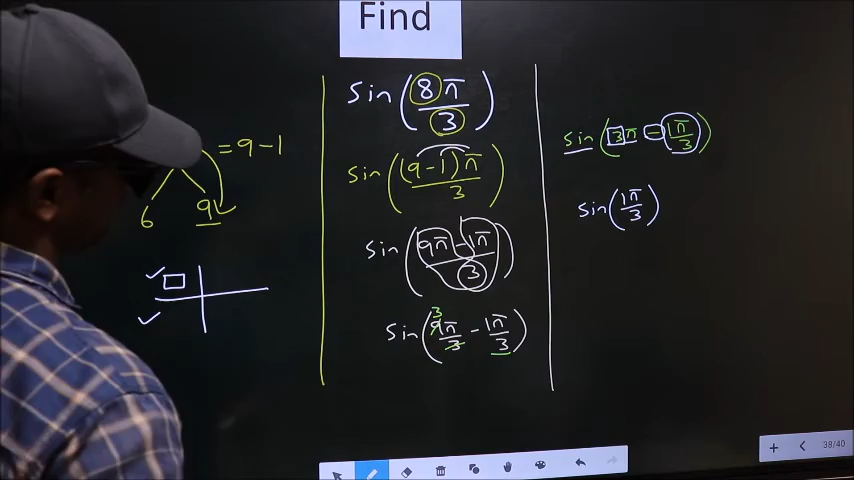 Find
= 9 - 1
6 9
sin(8π/3)
sin((9-1)π/3)
sin((9π-1π)/3)
3
sin(9π/3 - 1π/3)
sin(3π - 1π/3)
sin(1π/3)
38/40